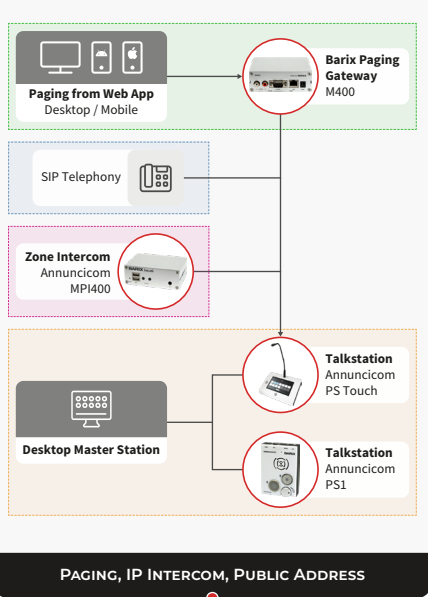 Paging from Web App
Desktop / Mobile
Barix Paging
Gateway
M400
SIP Telephony
Zone Intercom
Annuncicom
MPI400
Talkstation
Annuncicom
PS Touch
Desktop Master Station
Talkstation
Annuncicom
PS1
Paging, IP Intercom, Public Address